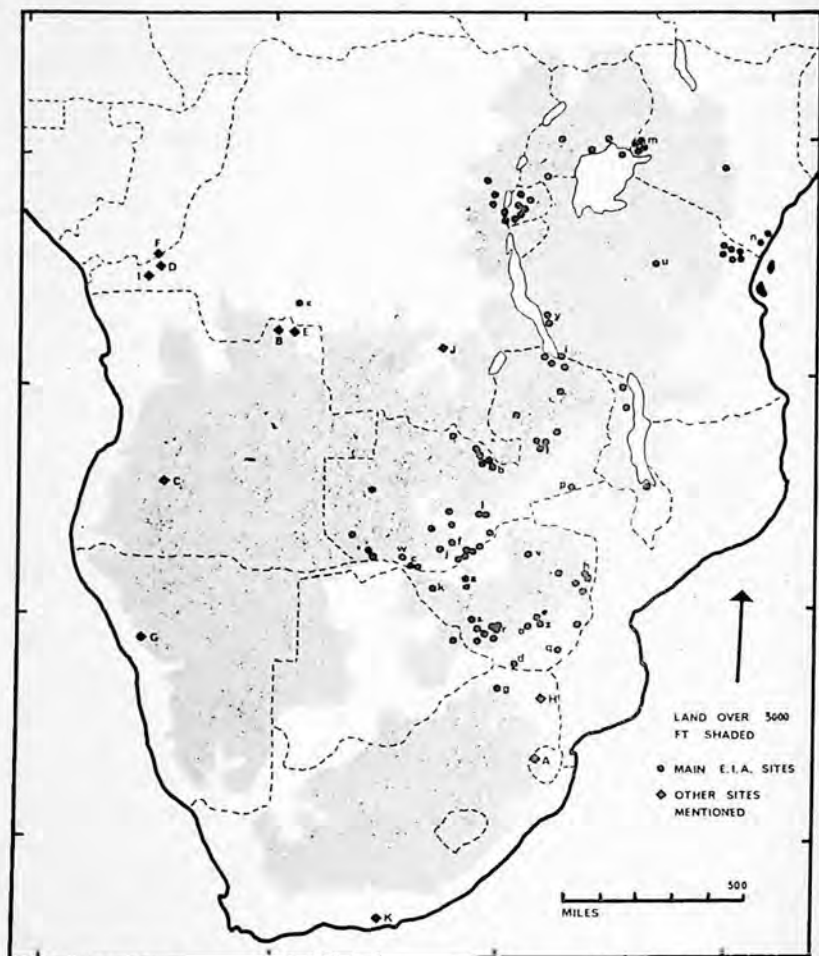 m
n
F
D
I
u
x
B
E
y
J
i
b
C
p
l
f
w
c
v
h
k
a
e
z
r
G
q
d
g
H
LAND OVER 3000
FT SHADED
MAIN E.I.A. SITES
OTHER SITES
MENTIONED
A
500
MILES
K